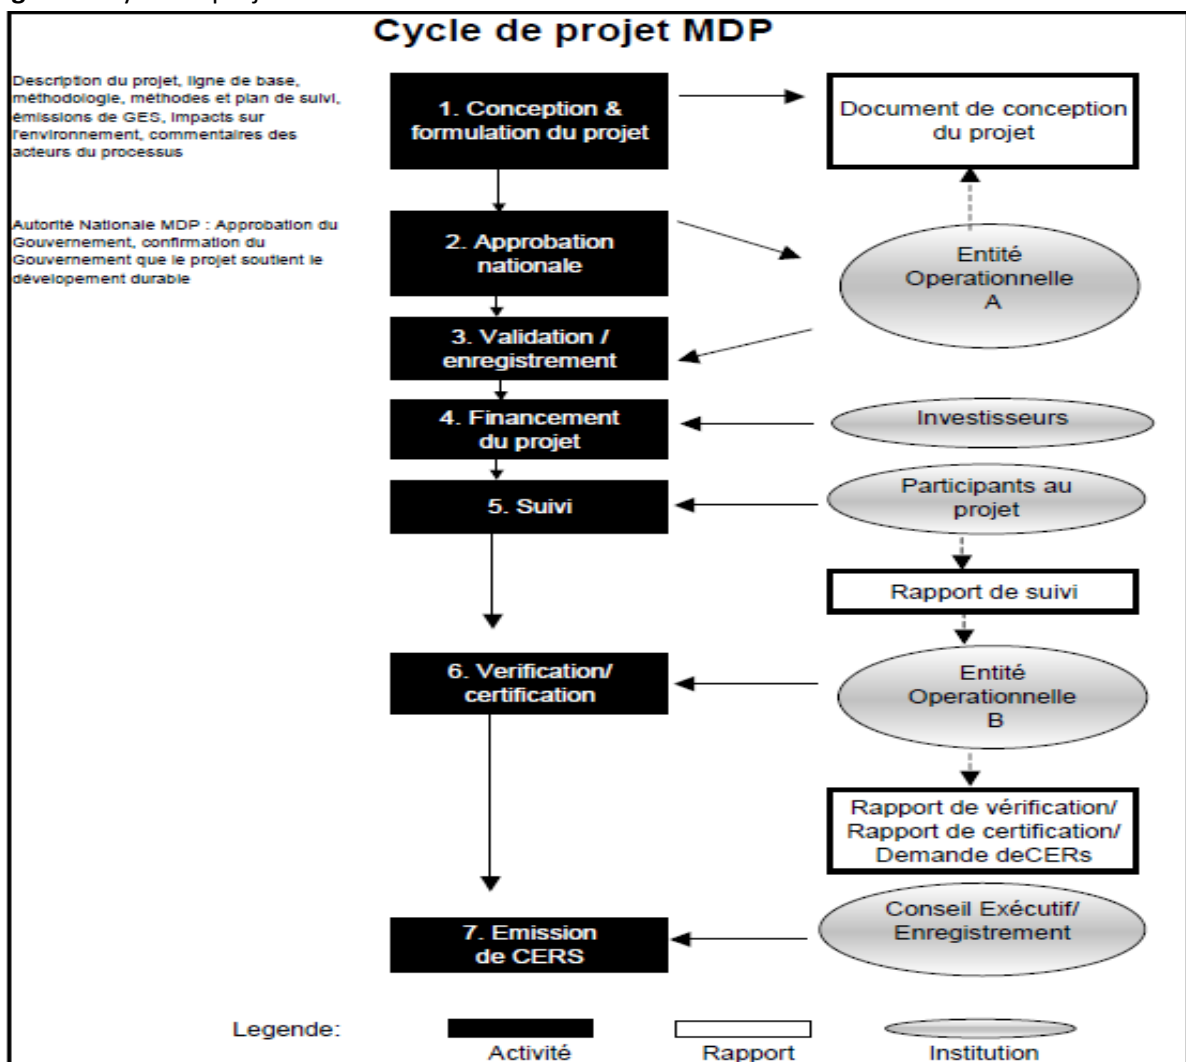 Cycle de projet MDP
Description du projet, ligne de base,
méthodologie, méthodes et plan de suivi,
émissions de GES, impacts sur
l'environnement, commentaires des
acteurs du processus
1. Conception &
formulation du projet
Document de conception
du projet
Autorité Nationale MDP : Approbation du
Gouvernement, confirmation du
Gouvernement que le projet soutient le
dévelopement durable
2. Approbation
nationale
Entité
Operationnelle
A
3. Validation /
enregistrement
4. Financement
du projet
Investisseurs
5. Suivi
Participants au
projet
Rapport de suivi
6. Verification/
certification
Entité
Operationnelle
B
Rapport de vérification/
Rapport de certification/
Demande deCERs
7. Emission
de CERS
Conseil Exécutif/
Enregistrement
Legende:
Activité
Rapport
Institution